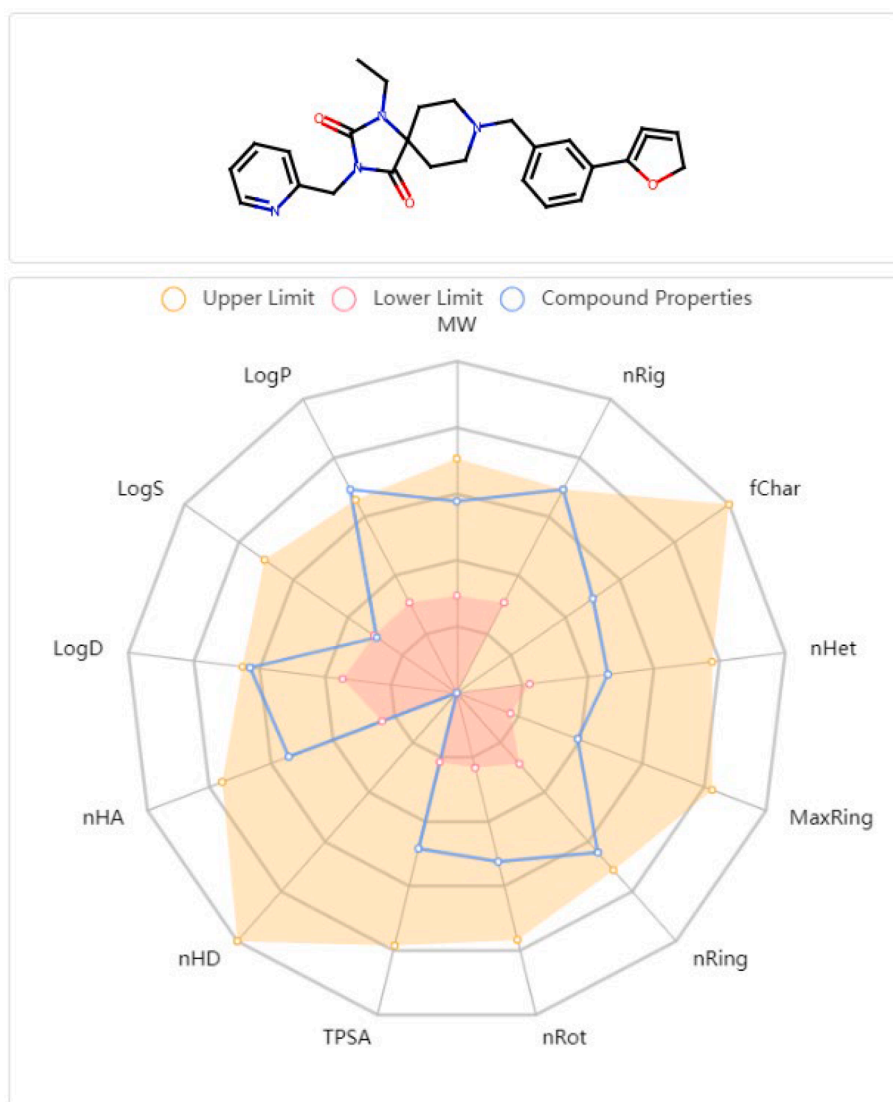 N
O
N
N
N
O
N
O
Upper Limit Lower Limit Compound Properties
MW
LogP nRig
LogS fChar
LogD nHet
nHA MaxRing
nHD nRing
TPSA nRot